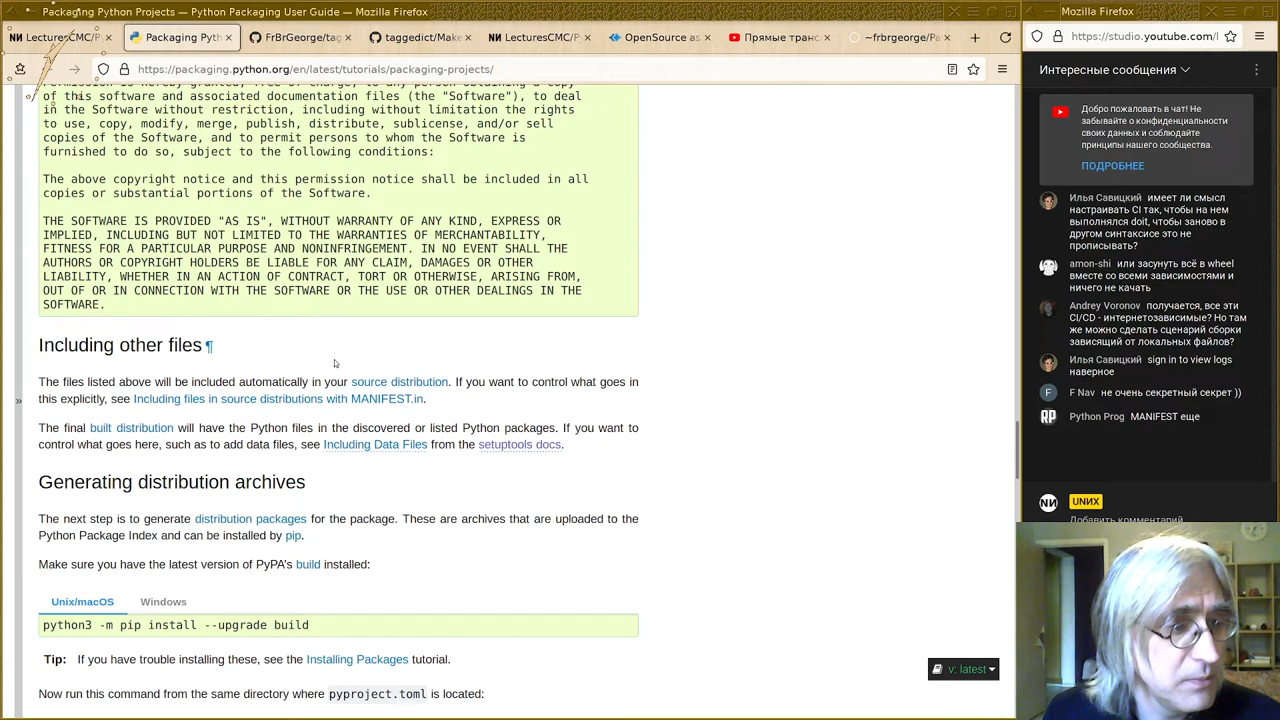 Packaging Python Projects — Python Packaging User Guide — Mozilla Firefox
Mozilla Firefox
LecturesCMC/P
Packaging Pyth
FrBrGeorge/tag
taggedict/Make
LecturesCMC/P
OpenSource as
Прямые транс
~frbrgeorge/Pa
https://packaging.python.org/en/latest/tutorials/packaging-projects/
https://studio.youtube.com/l
of this software and associated documentation files (the "Software"), to deal
in the Software without restriction, including without limitation the rights
to use, copy, modify, merge, publish, distribute, sublicense, and/or sell
copies of the Software, and to permit persons to whom the Software is
furnished to do so, subject to the following conditions:
The above copyright notice and this permission notice shall be included in all
copies or substantial portions of the Software.
THE SOFTWARE IS PROVIDED "AS IS", WITHOUT WARRANTY OF ANY KIND, EXPRESS OR
IMPLIED, INCLUDING BUT NOT LIMITED TO THE WARRANTIES OF MERCHANTABILITY,
FITNESS FOR A PARTICULAR PURPOSE AND NONINFRINGEMENT. IN NO EVENT SHALL THE
AUTHORS OR COPYRIGHT HOLDERS BE LIABLE FOR ANY CLAIM, DAMAGES OR OTHER
LIABILITY, WHETHER IN AN ACTION OF CONTRACT, TORT OR OTHERWISE, ARISING FROM,
OUT OF OR IN CONNECTION WITH THE SOFTWARE OR THE USE OR OTHER DEALINGS IN THE
SOFTWARE.
Including other files¶
The files listed above will be included automatically in your source distribution. If you want to control what goes in
this explicitly, see Including files in source distributions with MANIFEST.in.
The final built distribution will have the Python files in the discovered or listed Python packages. If you want to
control what goes here, such as to add data files, see Including Data Files from the setuptools docs.
Generating distribution archives
The next step is to generate distribution packages for the package. These are archives that are uploaded to the
Python Package Index and can be installed by pip.
Make sure you have the latest version of PyPA's build installed:
Unix/macOS Windows
python3 -m pip install --upgrade build
Tip: If you have trouble installing these, see the Installing Packages tutorial.
Now run this command from the same directory where pyproject.toml is located:
v: latest
Интересные сообщения
Добро пожаловать в чат! Не
забывайте о конфиденциальности
своих данных и соблюдайте
принципы нашего сообщества.
ПОДРОБНЕЕ
Илья Савицкий имеет ли смысл
настраивать CI так, чтобы на нем
выполнялся doit, чтобы заново в
другом синтаксисе это не
прописывать?
amon-shi или засунуть всё в wheel
вместе со всеми зависимостями и
ничего не качать
Andrey Voronov получается, все эти
CI/CD - интернетозависимые? Но там
же можно сделать сценарий сборки
зависящий от локальных файлов?
Илья Савицкий sign in to view logs
наверное
F F Nav не очень секретный секрет ))
Python Prog MANIFEST еще
UNИX
Добавить комментарий